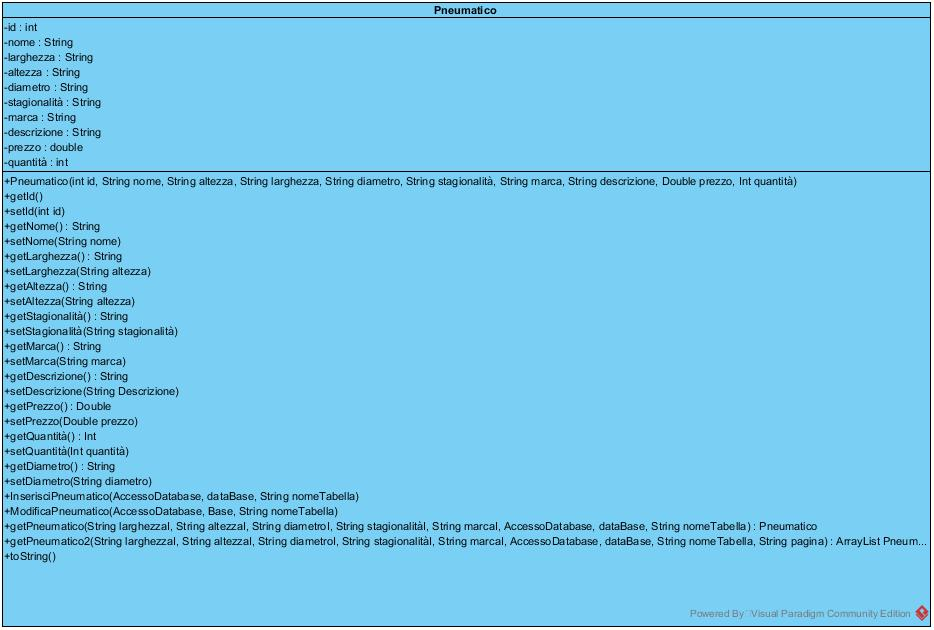 Pneumatico
-id : int
-nome : String
-larghezza : String
-altezza : String
-diametro : String
-stagionalità : String
-marca : String
-descrizione : String
-prezzo : double
-quantità : int
+Pneumatico(int id, String nome, String altezza, String larghezza, String diametro, String stagionalità, String marca, String descrizione, Double prezzo, Int quantità)
+getId()
+setId(int id)
+getNome() : String
+setNome(String nome)
+getLarghezza() : String
+setLarghezza(String altezza)
+getAltezza() : String
+setAltezza(String altezza)
+getStagionalità() : String
+setStagionalità(String stagionalità)
+getMarca() : String
+setMarca(String marca)
+getDescrizione() : String
+setDescrizione(String Descrizione)
+getPrezzo() : Double
+setPrezzo(Double prezzo)
+getQuantità() : Int
+setQuantità(Int quantità)
+getDiametro() : String
+setDiametro(String diametro)
+InserisciPneumatico(AccessoDatabase, dataBase, String nomeTabella)
+ModificaPneumatico(AccessoDatabase, Base, String nomeTabella)
+getPneumatico(String larghezzaI, String altezzaI, String diametroI, String stagionalitàI, String marcaI, AccessoDatabase, dataBase, String nomeTabella) : Pneumatico
+getPneumatico2(String larghezzaI, String altezzaI, String diametroI, String stagionalitàI, String marcaI, AccessoDatabase, dataBase, String nomeTabella, String pagina) : ArrayList Pneum...
+toString()
Powered By Visual Paradigm Community Edition